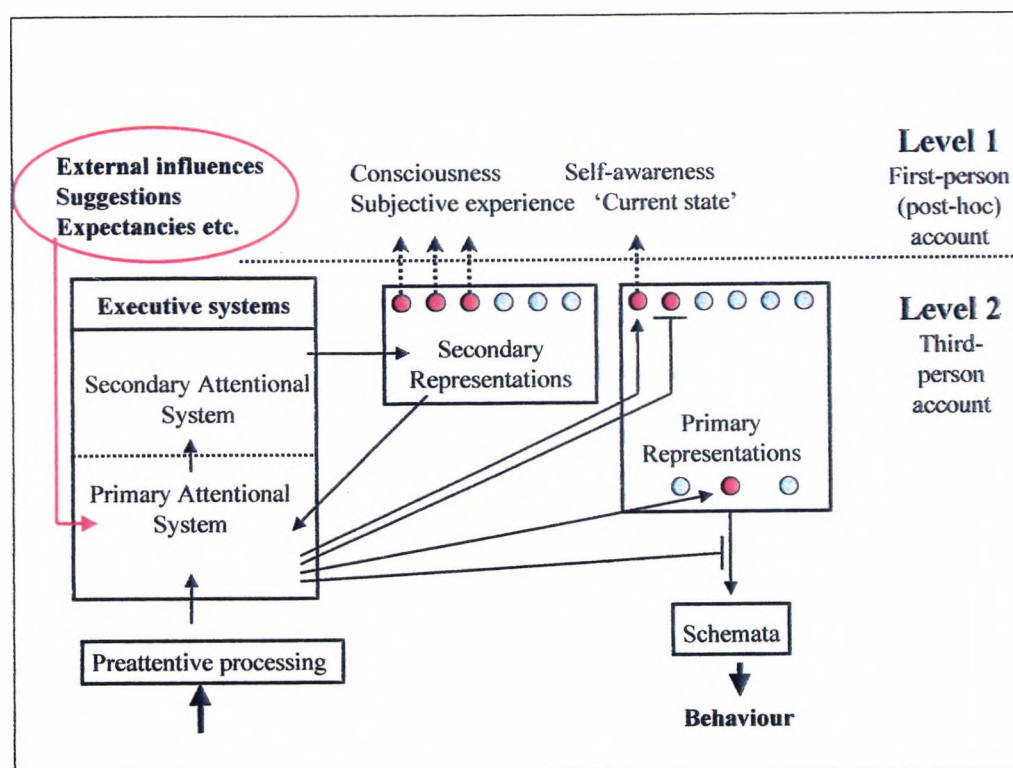 External influences
Suggestions
Expectancies etc.
Consciousness
Subjective experience
Self-awareness
‘Current state’
Level 1
First-person
(post-hoc)
account
Executive systems
Secondary Attentional
System
Primary Attentional
System
Secondary
Representations
Primary
Representations
Level 2
Third-
person
account
Preattentive processing
Schemata
Behaviour